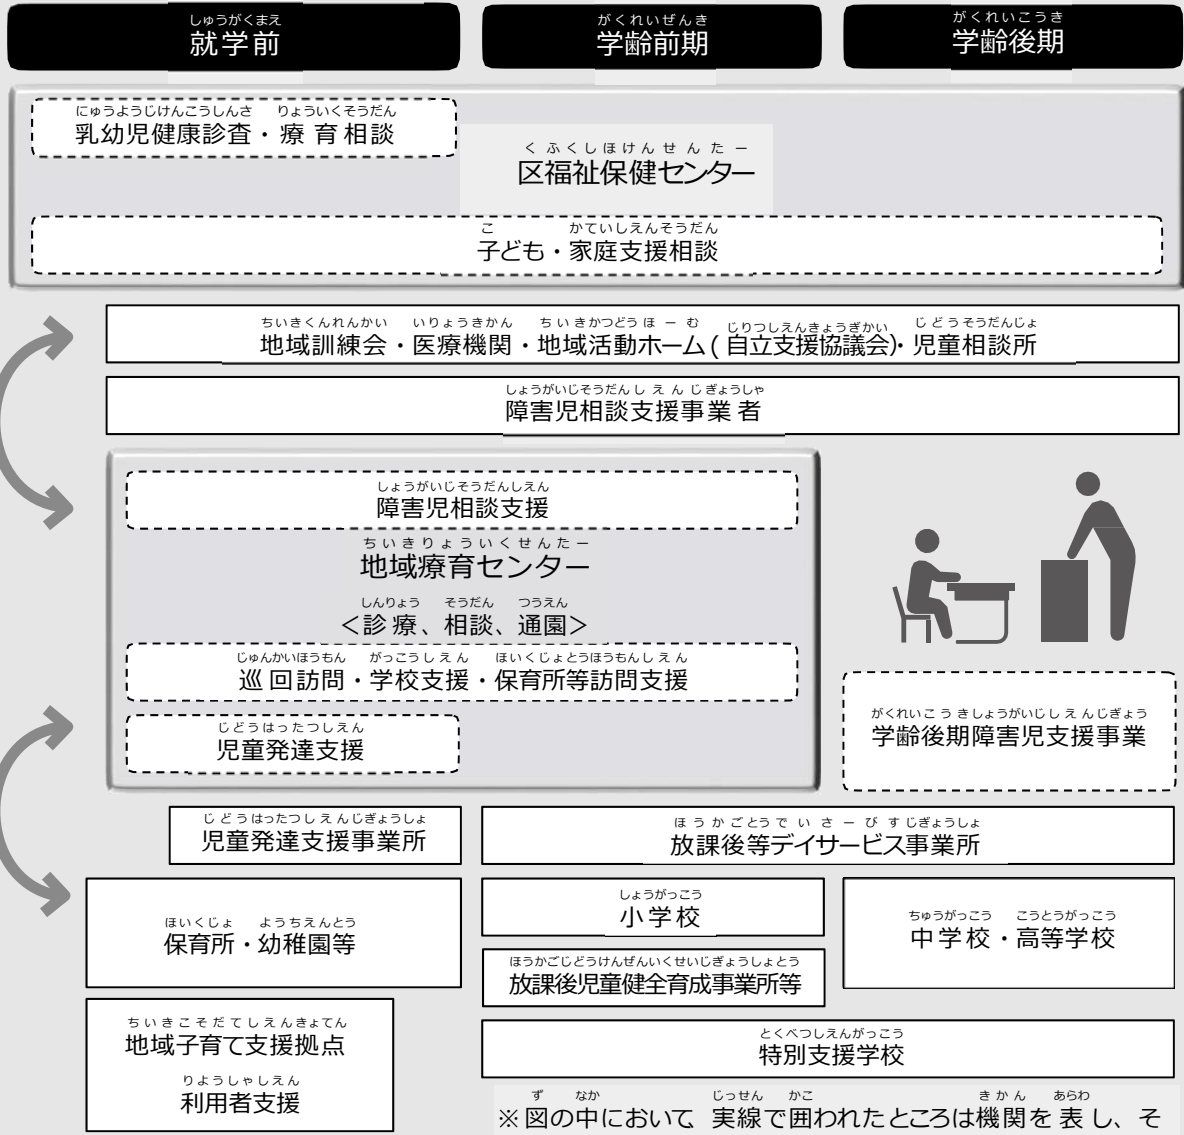 しゅうがくまえ
就学前
がくれいぜんき
学齢前期
がくれいこうき
学齢後期
にゅうようじけんこうしんさ りょういくそうだん
乳幼児健康診査・療育相談
くふくしほけんせんたー
区福祉保健センター
こ かていしえんそうだん
子ども・家庭支援相談
ちいきくんれんかい いりょうきかん ちいきかつどうほーむ じりつしえんきょうぎかい じどうそうだんじょ
地域訓練会・医療機関・地域活動ホーム(自立支援協議会)・児童相談所
しょうがいじそうだんしえんじぎょうしゃ
障害児相談支援事業者
しょうがいじそうだんしえん
障害児相談支援
ちいきりょういくせんたー
地域療育センター
しんりょう そうだん つうえん
＜診療、相談、通園＞
じゅんかいほうもん がっこうしえん ほいくじょとうほうもんしえん
巡回訪問・学校支援・保育所等訪問支援
じどうはったつしえん
児童発達支援
がくれいこうきしょうがいじしえんじぎょう
学齢後期障害児支援事業
じどうはったつしえんじぎょうしょ
児童発達支援事業所
ほうかごとうでいさーびすじぎょうしょ
放課後等デイサービス事業所
ほいくじょ ようちえんとう
保育所・幼稚園等
しょうがっこう
小学校
ちゅうがっこう こうとうがっこう
中学校・高等学校
ほうかごじどうけんぜんいくせいじぎょうしょとう
放課後児童健全育成事業所等
ちいきこそだてしえんきょてん
地域子育て支援拠点
りようしゃしえん
利用者支援
とくべつしえんがっこう
特別支援学校
ず なか じっせん かこ きかん あらわ
※図の中において、実線で囲われたところは機関を表し、そ